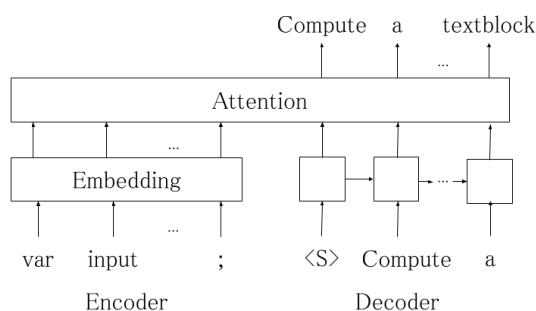 Compute a ... textblock
Attention
...
Embedding ...
...
var input ; <S> Compute a
Encoder Decoder